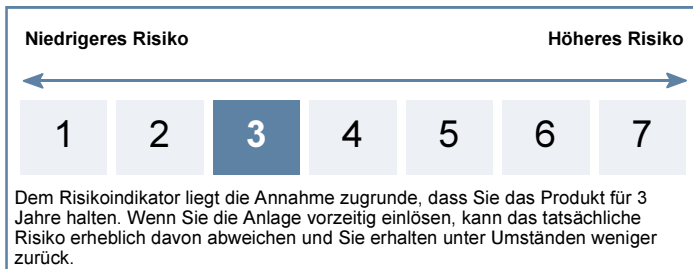 Niedrigeres Risiko Höheres Risiko
1 2 3 4 5 6 7
Dem Risikoindikator liegt die Annahme zugrunde, dass Sie das Produkt für 3
Jahre halten. Wenn Sie die Anlage vorzeitig einlösen, kann das tatsächliche
Risiko erheblich davon abweichen und Sie erhalten unter Umständen weniger
zurück.